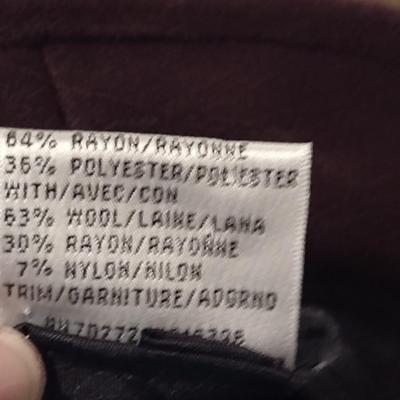 64% RAYON/RAYONNE
36% POLYESTER/POLIESTER
WITH/AVEC/CON
63% WOOL/LAINE/LANA
30% RAYON/RAYONNE
7% NYLON/NILON
TRIM/GARNITURE/ADORNO